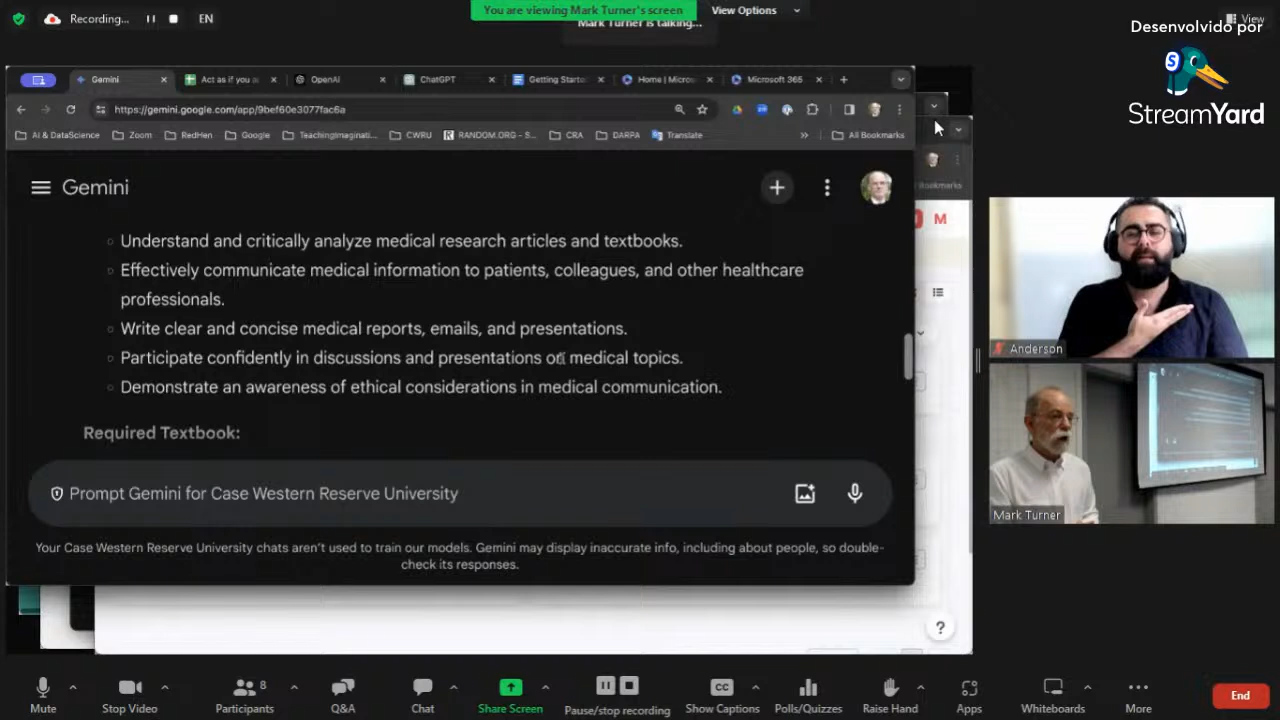 Recording...
EN
You are viewing Mark Turner's screen
View Options
Mark Turner is talking...
View
Desenvolvido por
StreamYard
Gemini
Act as if you a
OpenAI
ChatGPT
Getting Starte
Home | Micro
Microsoft 365
https://gemini.google.com/app/9bef60e3077fac6a
AI & DataScience
Zoom
RedHen
Google
TeachingImaginati...
CWRU
RANDOM.ORG - S...
CRA
DARPA
Translate
All Bookmarks
Bookmarks
Gemini
M
Understand and critically analyze medical research articles and textbooks.
Effectively communicate medical information to patients, colleagues, and other healthcare
professionals.
Write clear and concise medical reports, emails, and presentations.
Participate confidently in discussions and presentations on medical topics.
Demonstrate an awareness of ethical considerations in medical communication.
Required Textbook:
Prompt Gemini for Case Western Reserve University
Your Case Western Reserve University chats aren't used to train our models. Gemini may display inaccurate info, including about people, so double-
check its responses.
Anderson
Mark Turner
?
8
CC
Mute
Stop Video
Participants
Q&A
Chat
Share Screen
Pause/stop recording
Show Captions
Polls/Quizzes
Raise Hand
Apps
Whiteboards
More
End